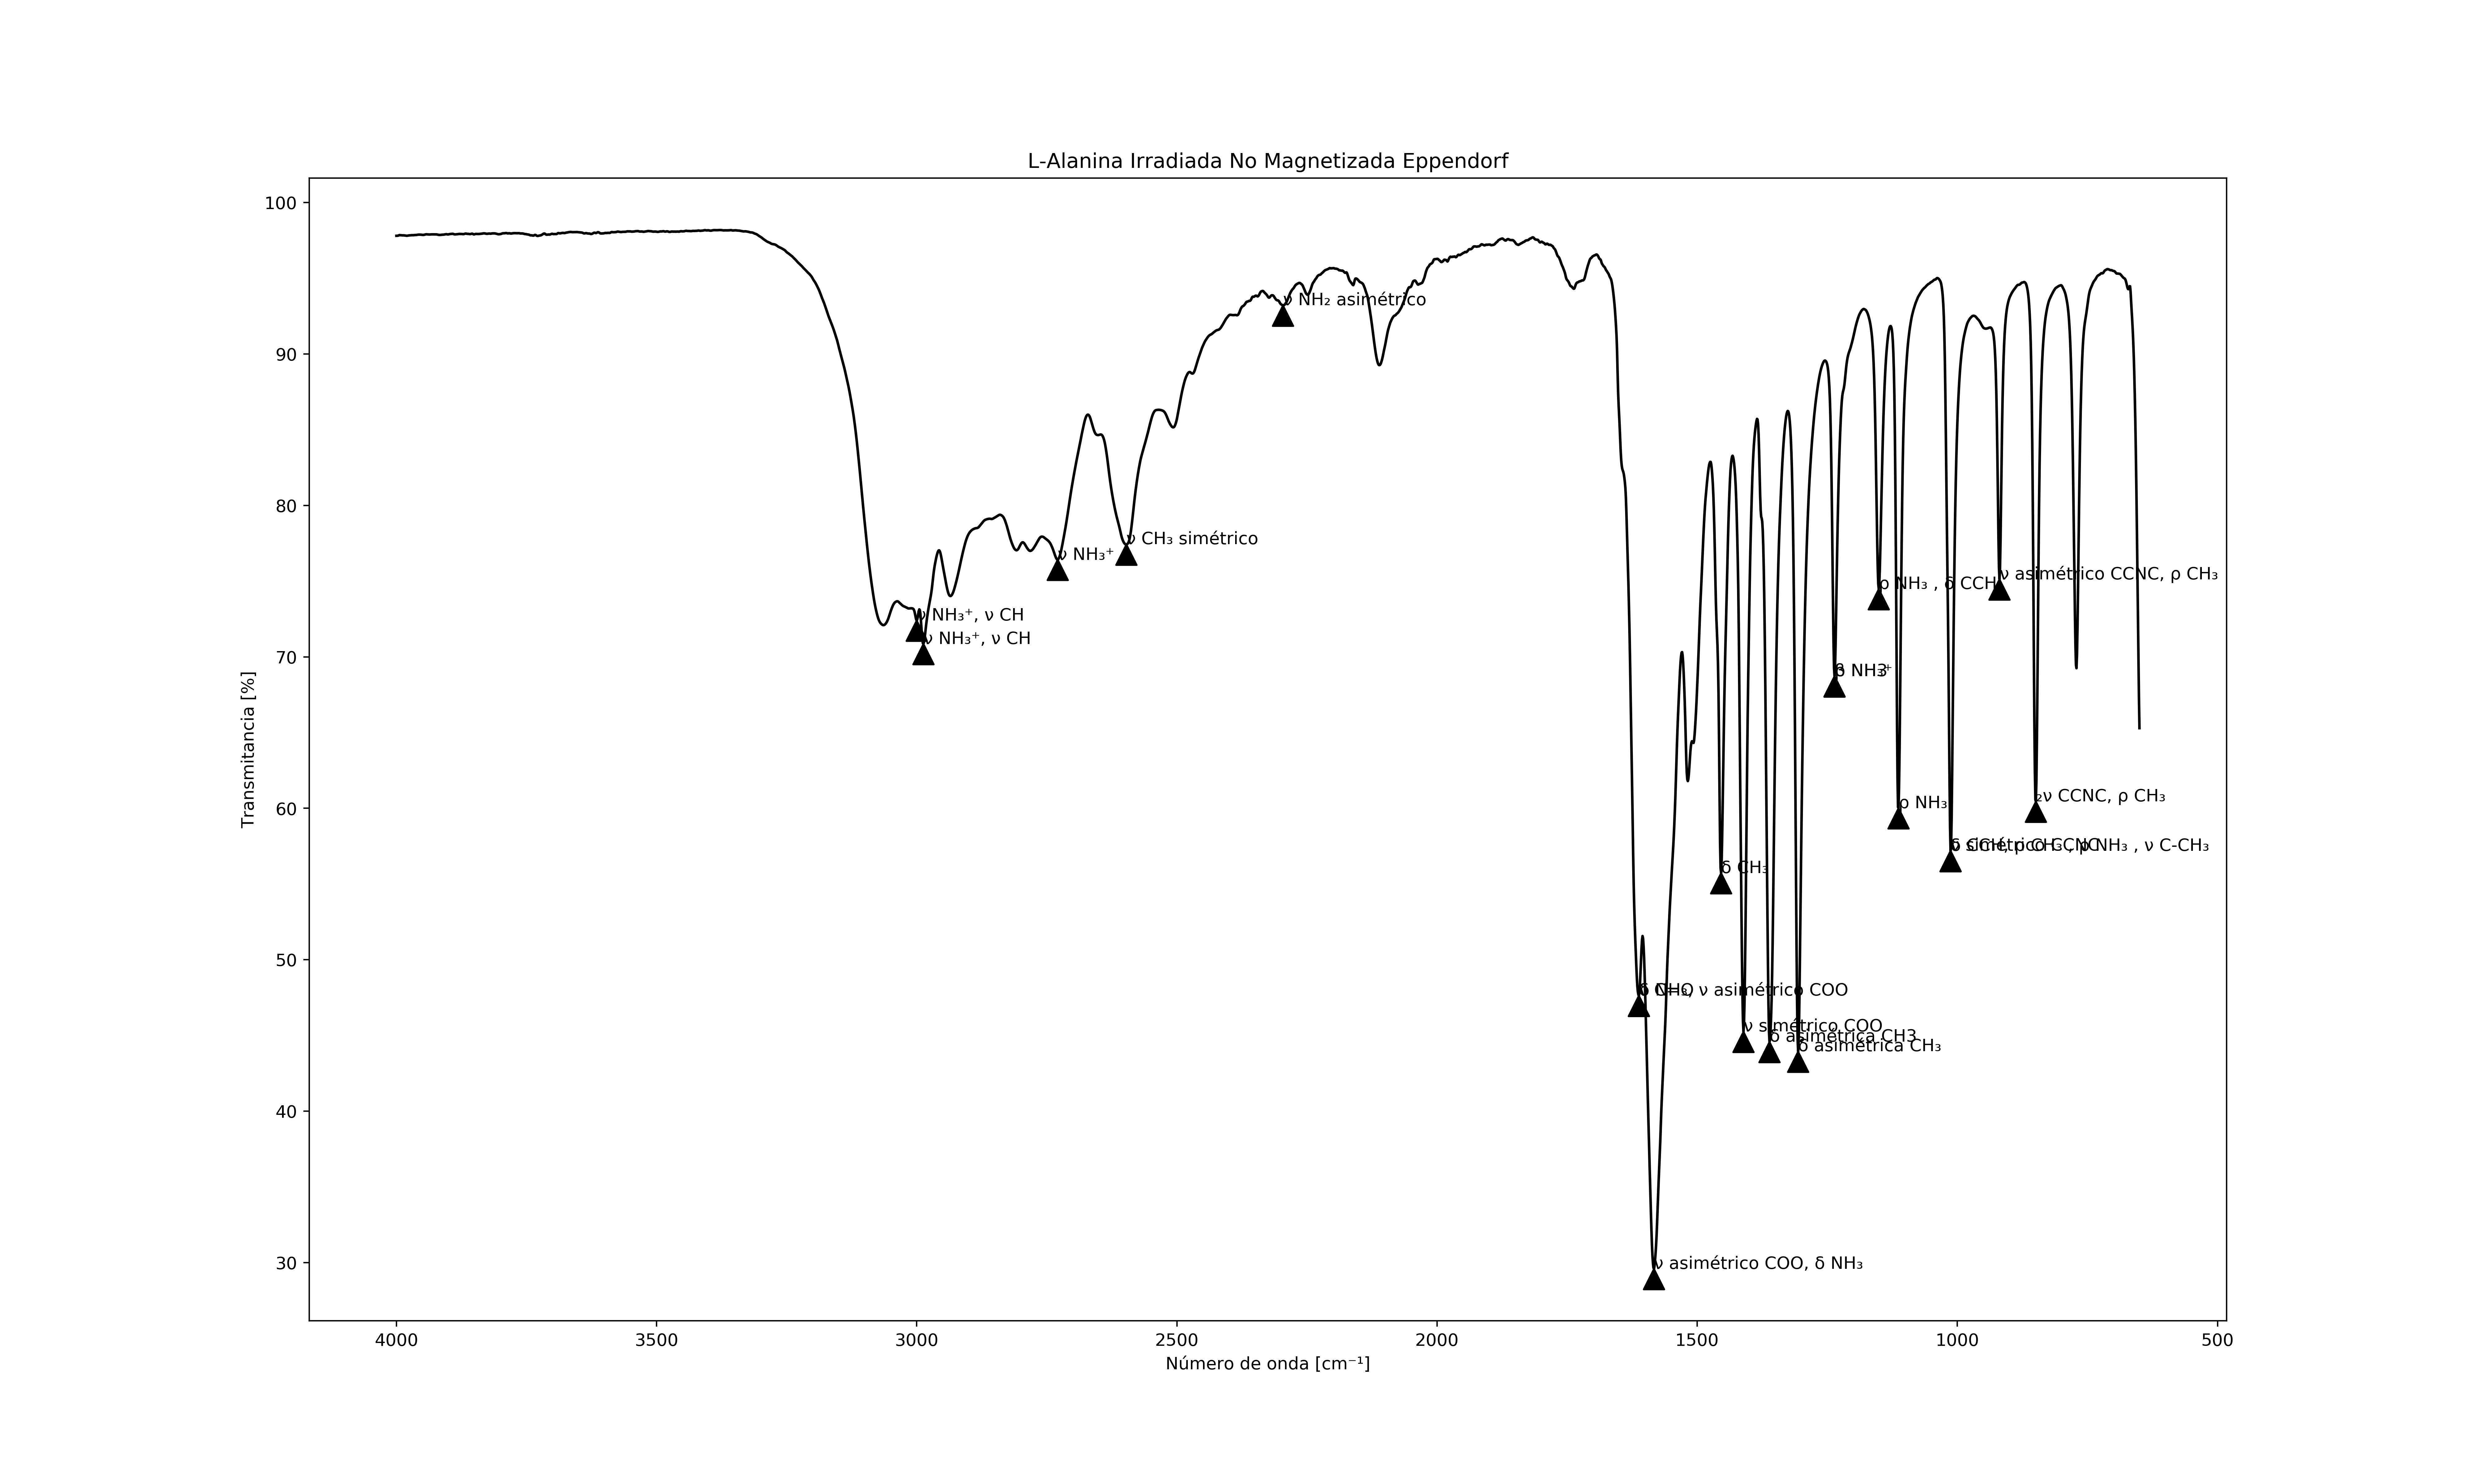 L-Alanina Irradiada No Magnetizada Eppendorf
100
90
80
70
60
50
40
30
Transmitancia [%]
ν NH₂ asimétrico
ν CH₃ simétrico
ν NH₃⁺
ν NH₃⁺, ν CH
ν NH₃⁺, ν CH
ν asimétrico CCNC, ρ CH₃
ρ NH₃ , δ CCH
δ NH₃⁺
ρ NH₃
₂ν CCNC, ρ CH₃
ρ NH₃ , ν C-CH₃
δ CH₃
ν asimétrico COO
ν simétrico COO
δ asimétrica CH3
δ asimétrica CH₃
ν asimétrico COO, δ NH₃
4000 3500 3000 2500 2000 1500 1000 500
Número de onda [cm⁻¹]